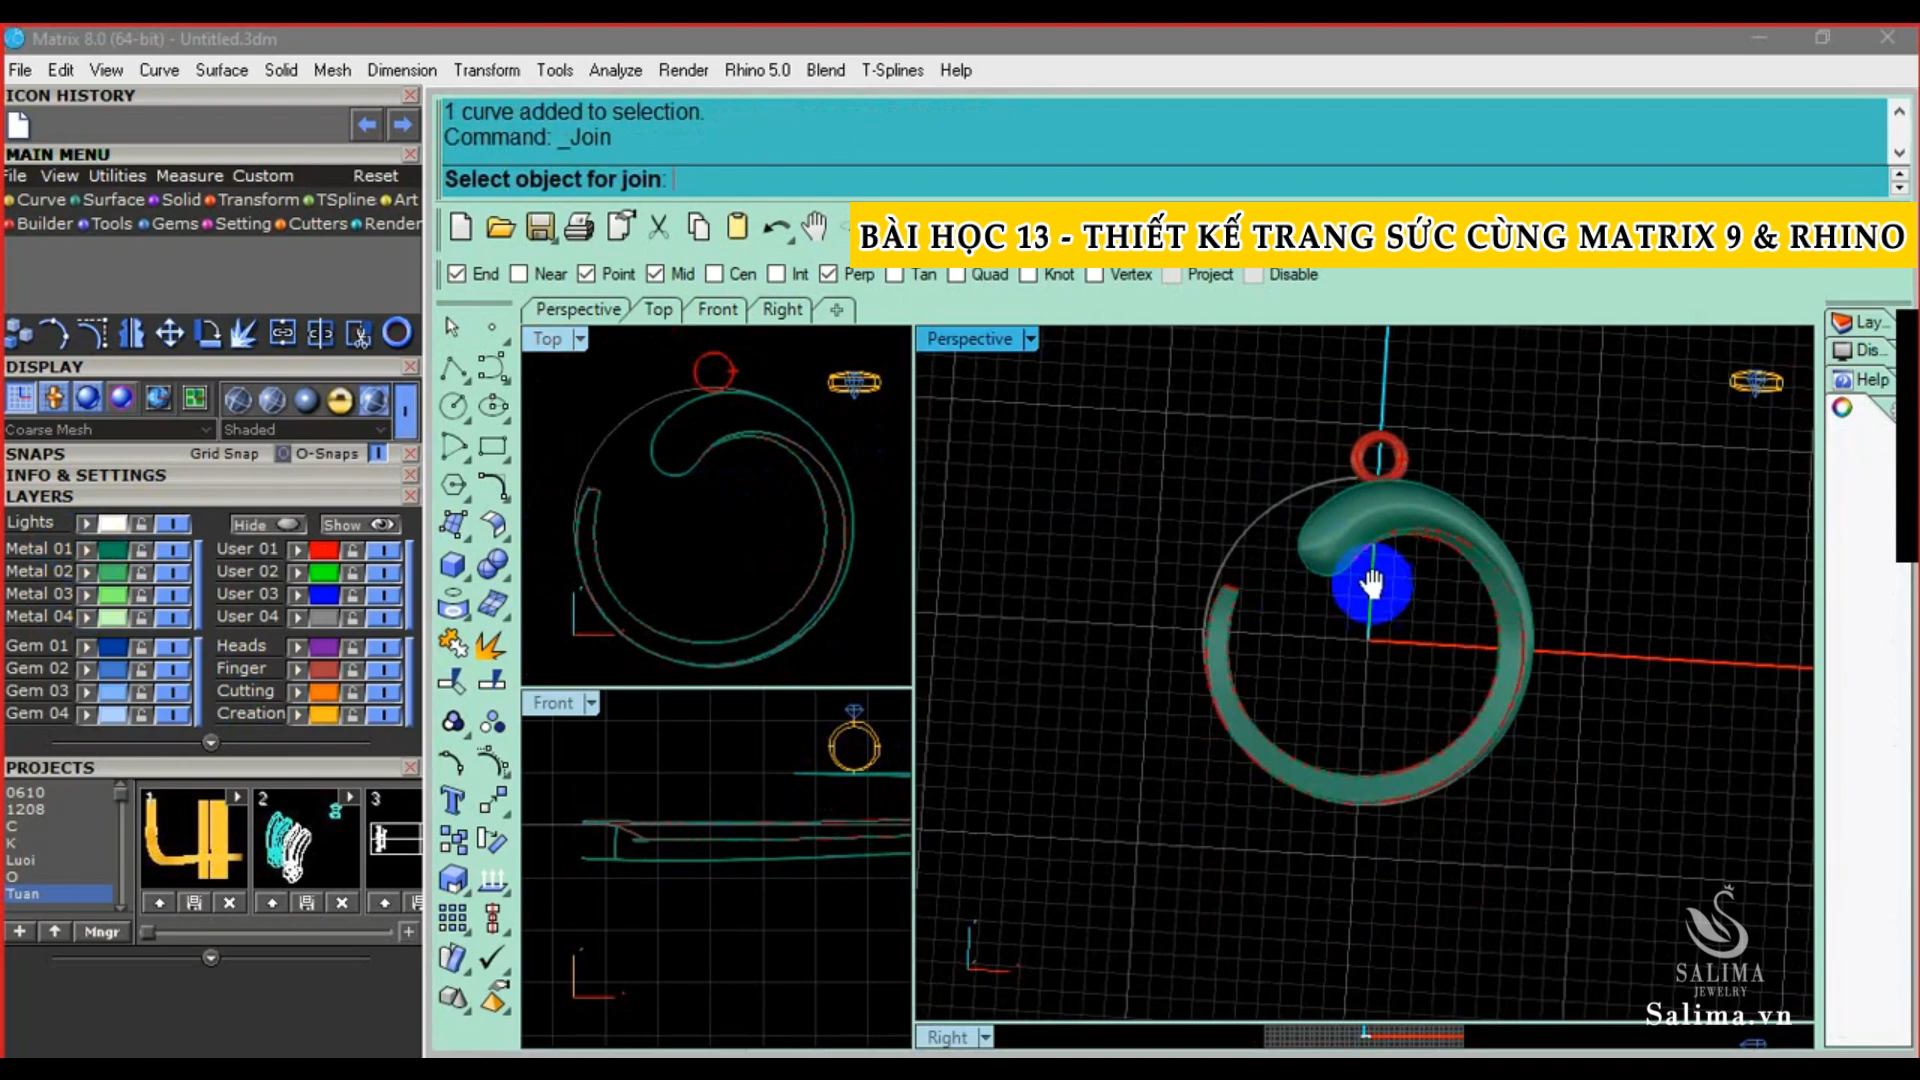 Matrix 8.0 (64-bit) - Untitled.3dm
File Edit View Curve Surface Solid Mesh Dimension Transform Tools Analyze Render Rhino 5.0 Blend T-Splines Help
ICON HISTORY
1 curve added to selection.
Command: _Join
MAIN MENU
File View Utilities Measure Custom Reset
Select object for join:
Curve Surface Solid Transform TSpline Art
Builder Tools Gems Setting Cutters Render
BÀI HỌC 13 - THIẾT KẾ TRANG SỨC CÙNG MATRIX 9 & RHINO
End Near Point Mid Cen Int Perp Tan Quad Knot Vertex Project Disable
Perspective Top Front Right
Top
Perspective
Lay...
Dis...
Help
DISPLAY
Coarse Mesh Shaded
SNAPS Grid Snap O-Snaps
INFO & SETTINGS
LAYERS
Lights Hide Show
Metal 01 User 01
Metal 02 User 02
Metal 03 User 03
Metal 04 User 04
Gem 01 Heads
Gem 02 Finger
Gem 03 Cutting
Gem 04 Creation
Front
PROJECTS
0610
1208
C
K
Luoi
O
Tuan
1 2 3
Mngr
SALIMA
JEWELRY
Salima.vn
Right